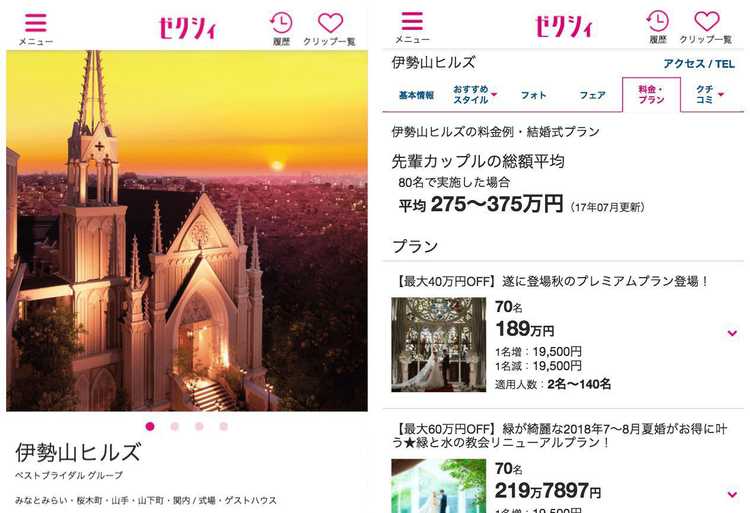 ゼクシィ
メニュー
履歴
クリップ一覧
伊勢山ヒルズ
ベストブライダル グループ
みなとみらい・桜木町・山手・山下町・関内 / 式場・ゲストハウス
ゼクシィ
メニュー
履歴
クリップ一覧
伊勢山ヒルズ
アクセス / TEL
基本情報
おすすめ
スタイル
フォト
フェア
料金・
プラン
クチ
コミ
伊勢山ヒルズの料金例・結婚式プラン
先輩カップルの総額平均
80名で実施した場合
平均 275〜375万円（17年07月更新）
プラン
【最大40万円OFF】遂に登場秋のプレミアムプラン登場！
70名
189万円
1名増：19,500円
1名減：19,500円
適用人数：2名〜140名
【最大60万円OFF】緑が綺麗な2018年7〜8月夏婚がお得に叶
う★緑と水の教会リニューアルプラン！
70名
219万7897円
1名増：19,500円